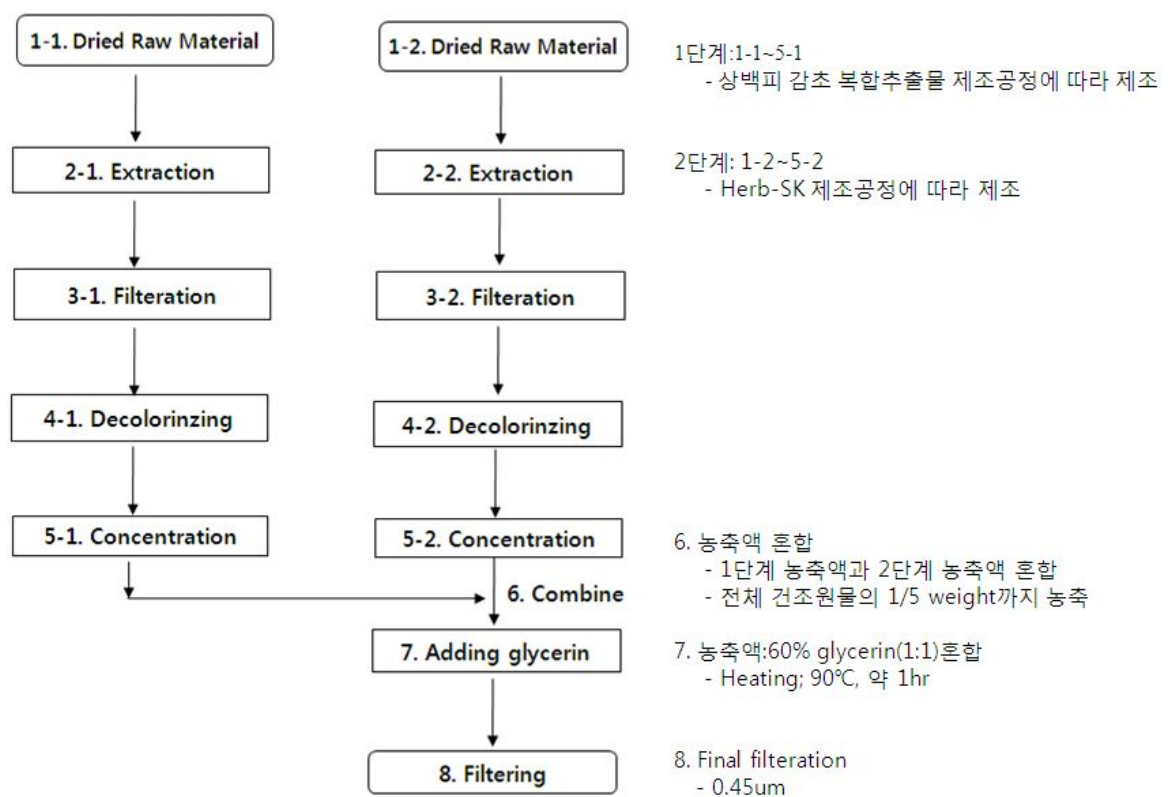 1-1. Dried Raw Material
1-2. Dried Raw Material
1단계:1-1~5-1
- 상백피 감초 복합추출물 제조공정에 따라 제조
2-1. Extraction
2-2. Extraction
2단계: 1-2~5-2
- Herb-SK 제조공정에 따라 제조
3-1. Filteration
3-2. Filteration
4-1. Decolorinzing
4-2. Decolorinzing
5-1. Concentration
5-2. Concentration
6. 농축액 혼합
- 1단계 농축액과 2단계 농축액 혼합
- 전체 건조원물의 1/5 weight까지 농축
6. Combine
7. Adding glycerin
7. 농축액:60% glycerin(1:1)혼합
- Heating; 90℃, 약 1hr
8. Filtering
8. Final filteration
- 0.45um